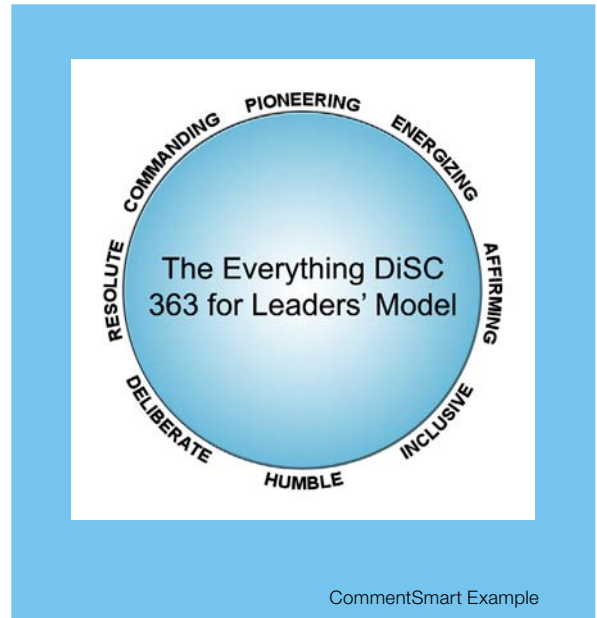 PIONEERING
ENERGIZING
AFFIRMING
INCLUSIVE
HUMBLE
DELIBERATE
RESOLUTE
COMMANDING
The Everything DiSC
363 for Leaders' Model
CommentSmart Example